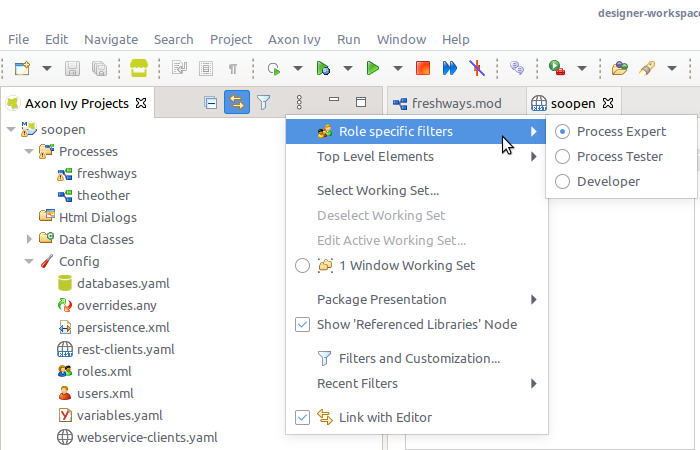 designer-workspac
File Edit Navigate Search Project Axon Ivy Run Window Help
Axon Ivy Projects
freshways.mod
soopen
soopen
Processes
freshways
theother
Html Dialogs
Data Classes
Config
databases.yaml
overrides.any
persistence.xml
rest-clients.yaml
roles.xml
users.xml
variables.yaml
webservice-clients.yaml
Role specific filters
Top Level Elements
Select Working Set...
Deselect Working Set
Edit Active Working Set...
1 Window Working Set
Package Presentation
Show 'Referenced Libraries' Node
Filters and Customization...
Recent Filters
Link with Editor
Process Expert
Process Tester
Developer